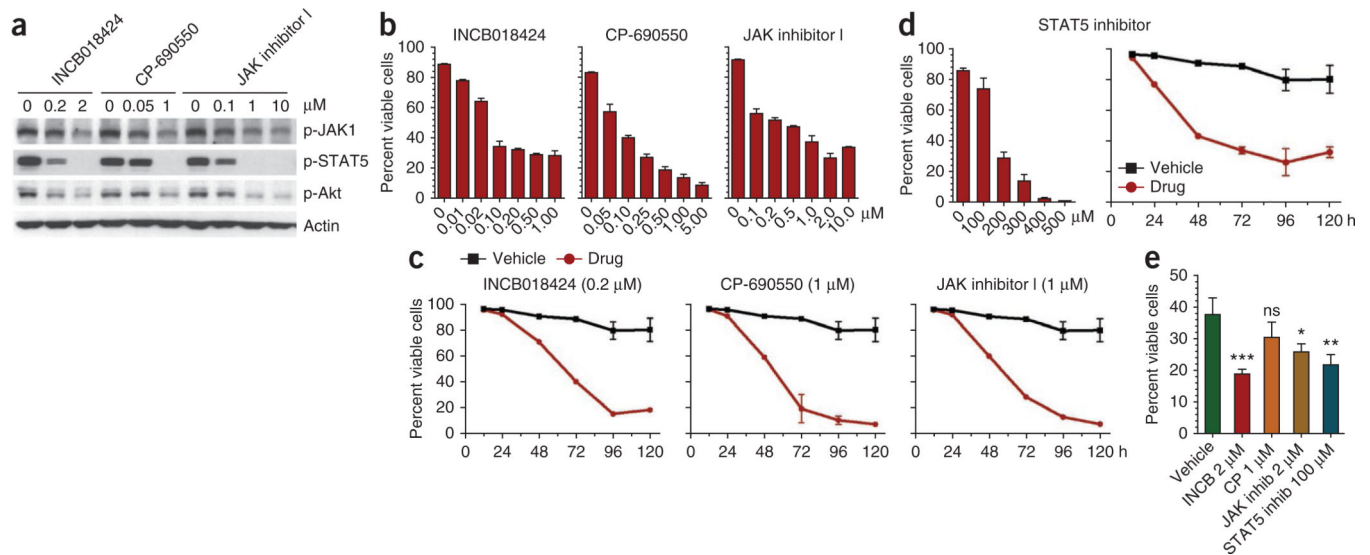 a
INCB018424 CP-690550 JAK inhibitor I
0 0.2 2 0 0.05 1 0 0.1 1 10 μM
p-JAK1
p-STAT5
p-Akt
Actin
b
INCB018424 CP-690550 JAK inhibitor I
Percent viable cells
100
80
60
40
20
0
0 0.01 0.02 0.10 0.20 0.50 1.00 0 0.05 0.10 0.25 0.50 1.00 5.00 0 0.1 0.2 0.5 1.0 2.0 10.0 μM
c
Vehicle Drug
INCB018424 (0.2 μM) CP-690550 (1 μM) JAK inhibitor I (1 μM)
Percent viable cells
100
80
60
40
20
0 24 48 72 96 120 0 24 48 72 96 120 0 24 48 72 96 120 h
d
STAT5 inhibitor
Percent viable cells
100
80
60
40
20
0
0 100 200 300 400 500 μM
Vehicle
Drug
0 24 48 72 96 120 h
e
Percent viable cells
50
40
30
20
10
0
*** ns * **
Vehicle
INCB 2 μM
CP 1 μM
JAK inhib 2 μM
STAT5 inhib 100 μM